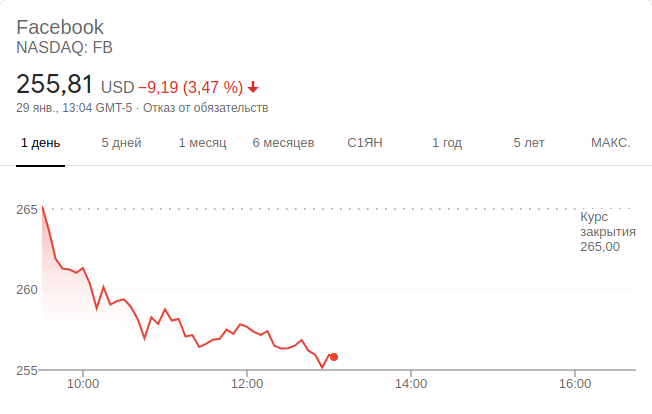 Facebook
NASDAQ: FB
255,81 USD −9,19 (3,47 %)
29 янв., 13:04 GMT-5 · Отказ от обязательств
1 день 5 дней 1 месяц 6 месяцев С1ЯН 1 год 5 лет МАКС.
265
Курс
закрытия
265,00
260
255
10:00 12:00 14:00 16:00